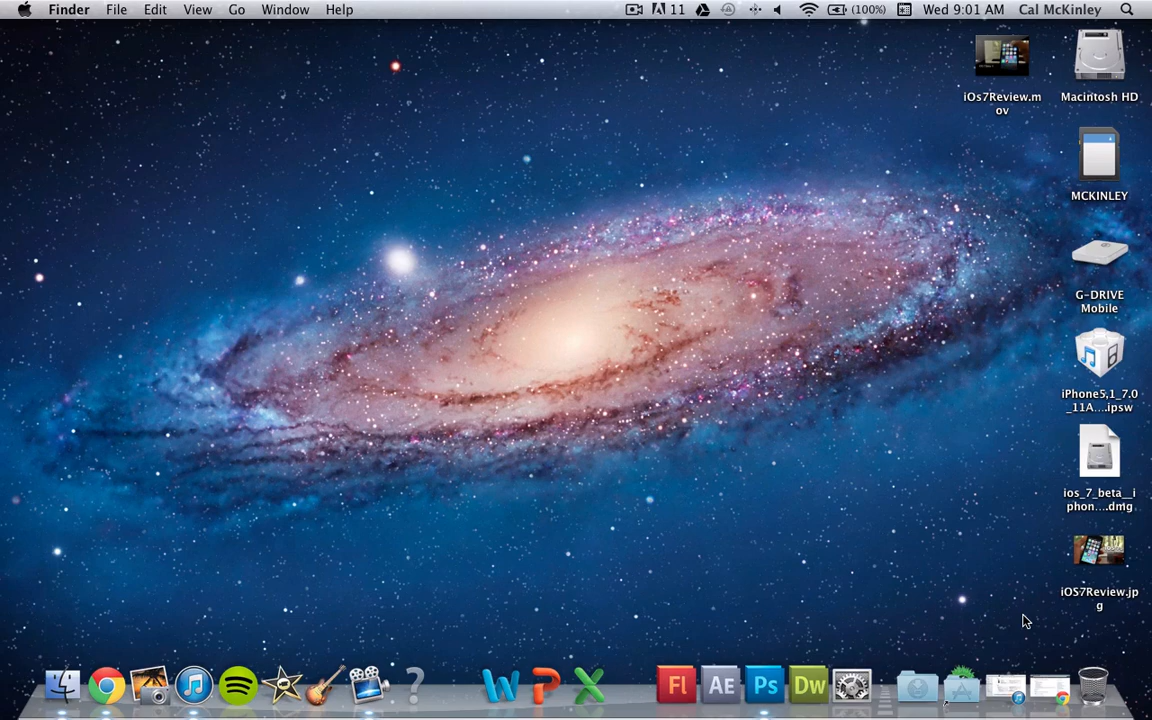 Finder File Edit View Go Window Help 11 (100%) Wed 9:01 AM Cal McKinley
iOs7Review.m
ov
Macintosh HD
MCKINLEY
G-DRIVE
Mobile
iPhone5,1_7.0
_11A....ipsw
ios_7_beta__i
phon....dmg
iOS7Review.jp
g
W P X Fl AE Ps Dw